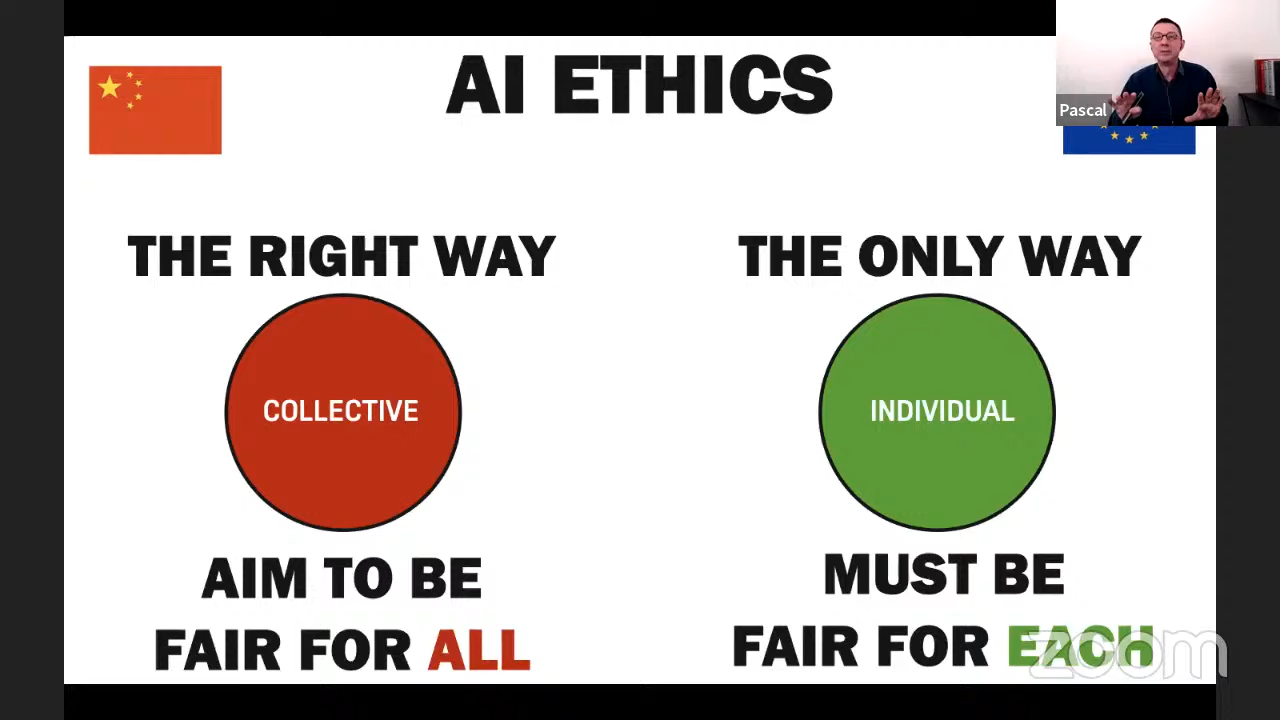 AI ETHICS
Pascal
THE RIGHT WAY
THE ONLY WAY
COLLECTIVE
INDIVIDUAL
AIM TO BE
FAIR FOR ALL
MUST BE
FAIR FOR EACH
zoom